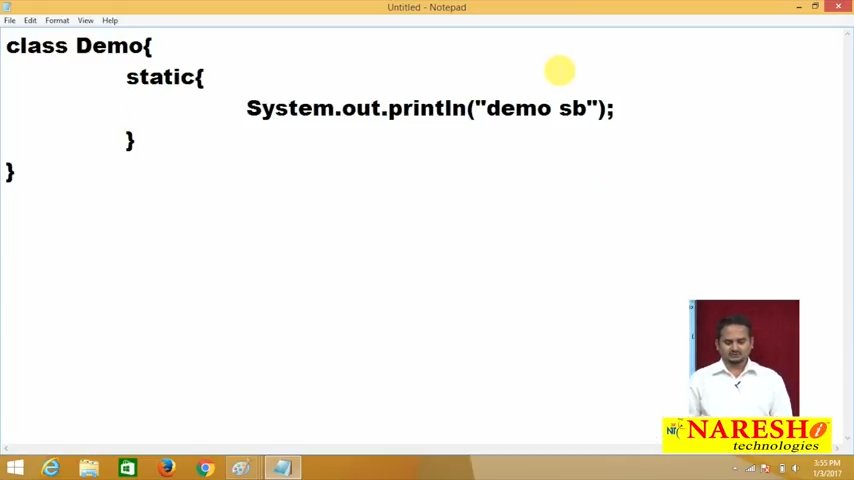 Untitled - Notepad
File Edit Format View Help
class Demo{
static{
System.out.println("demo sb");
}
}
NARESH i
technologies
3:55 PM
1/3/2017